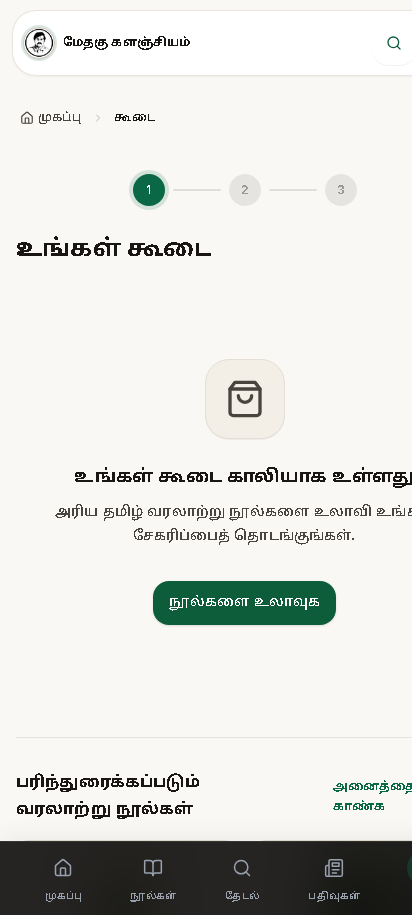 மேதகு களஞ்சியம்
முகப்பு > கூடை
1 2 3
உங்கள் கூடை
உங்கள் கூடை காலியாக உள்ளது
அரிய தமிழ் வரலாற்று நூல்களை உலாவி
சேகரிப்பைத் தொடங்குங்கள்.
நூல்களை உலாவுக
பரிந்துரைக்கப்படும்
வரலாற்று நூல்கள்
அனைத்தை
காண்க
முகப்பு நூல்கள் தேடல் பதிவுகள்